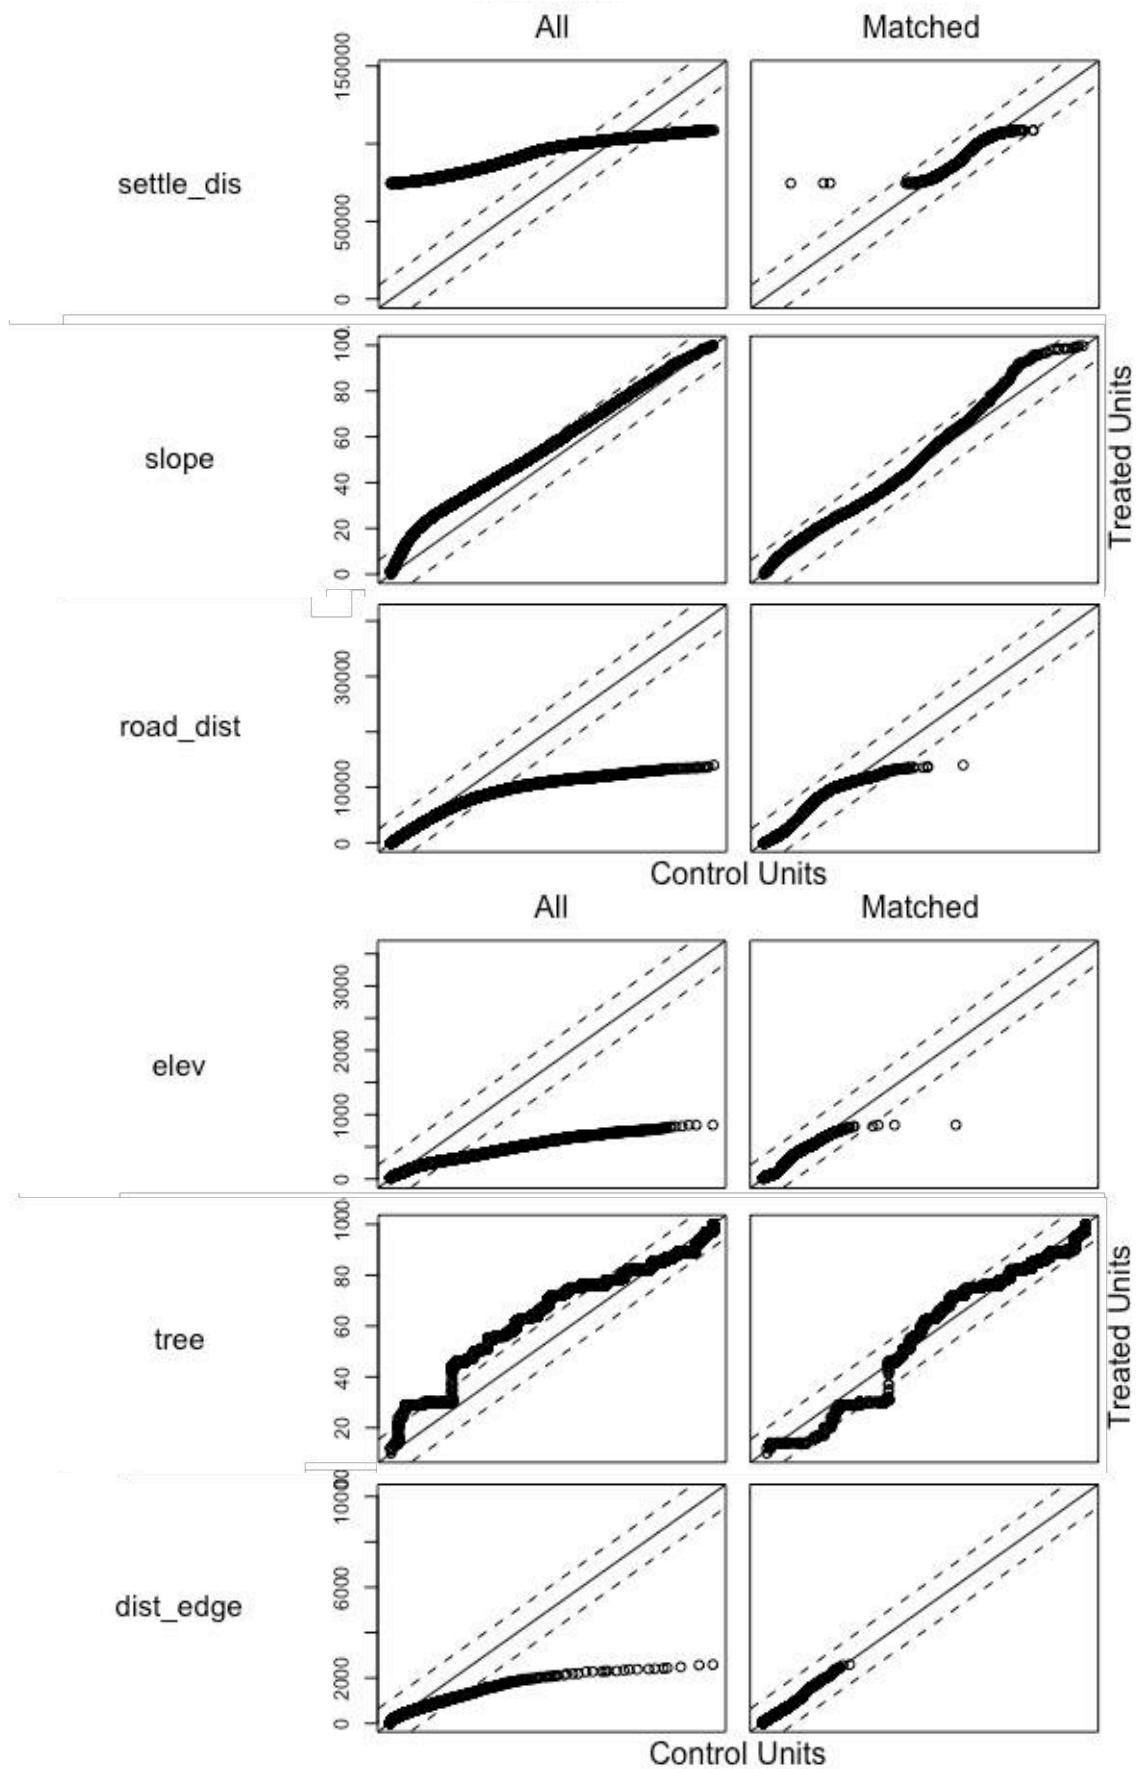 All Matched
settle_dis
0 50000 150000
slope
0 20 40 60 80 100
Treated Units
road_dist
0 10000 30000
Control Units
All Matched
elev
0 1000 2000 3000
tree
20 40 60 80 100
Treated Units
dist_edge
0 2000 6000 10000
Control Units